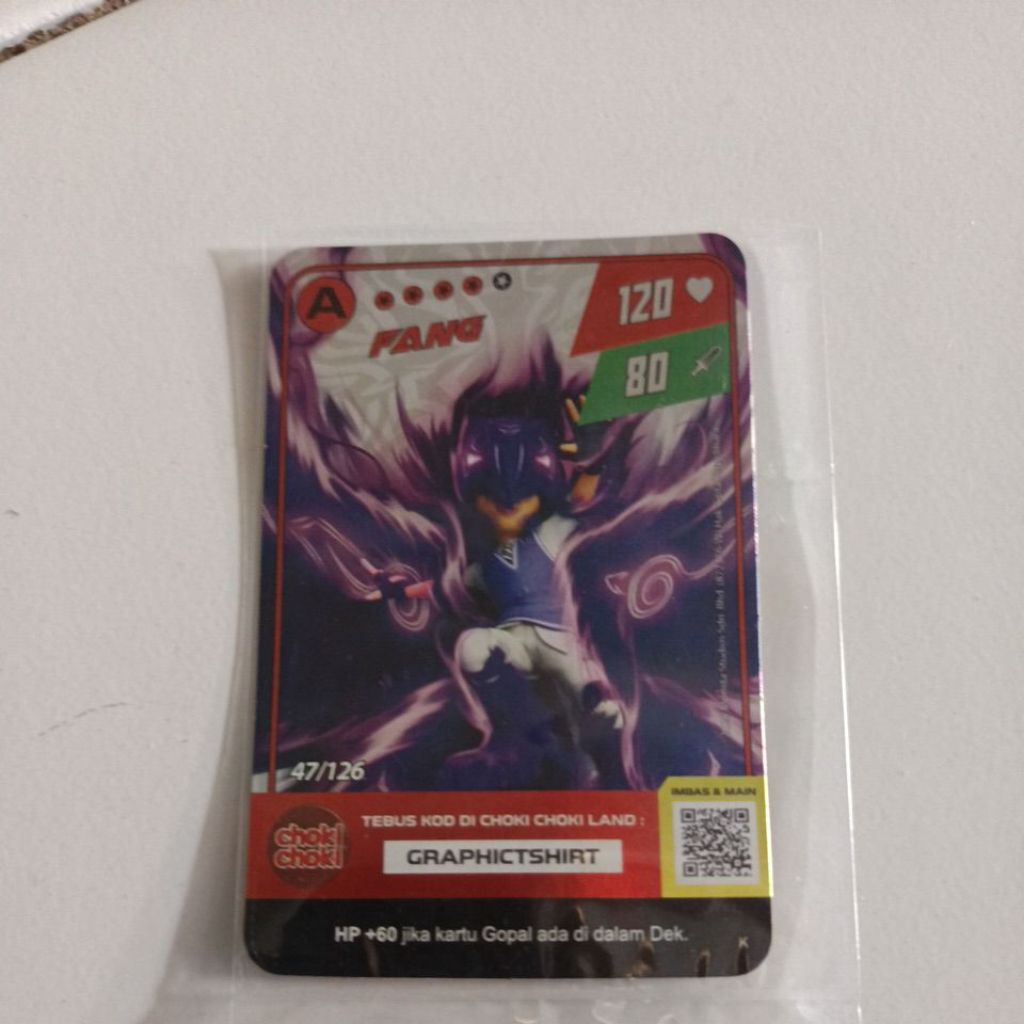 A
FANG
120
80
47/126
choki
choki
TEBUS KOD DI CHOKI CHOKI LAND :
GRAPHICTSHIRT
IMBAS & MAIN
HP +60 jika kartu Gopal ada di dalam Dek.
K